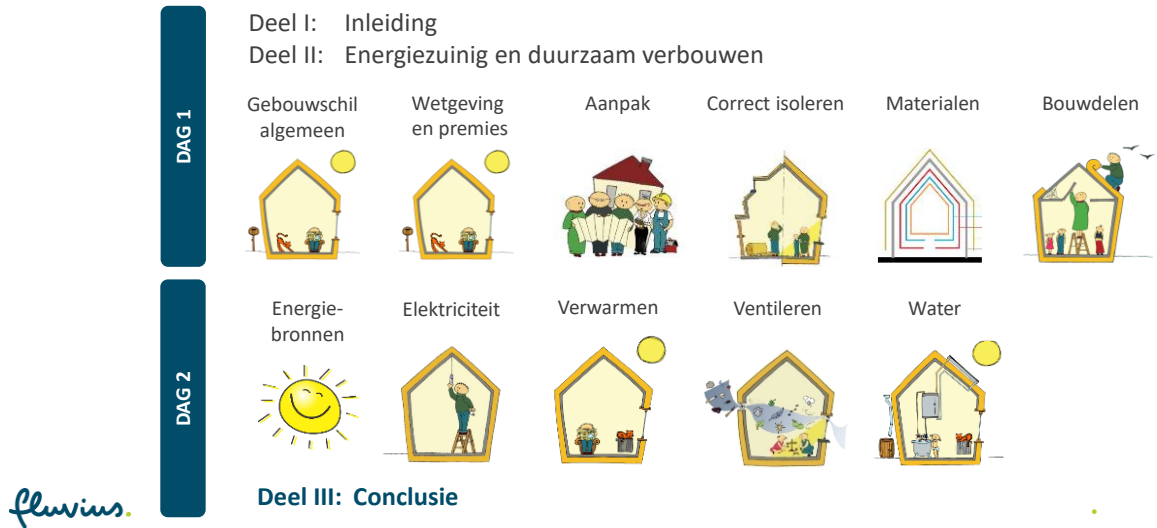 DAG 1
Deel I: Inleiding
Deel II: Energiezuinig en duurzaam verbouwen
Gebouwschil
algemeen
Wetgeving
en premies
Aanpak
Correct isoleren
Materialen
Bouwdelen
DAG 2
Energie-
bronnen
Elektriciteit
Verwarmen
Ventileren
Water
Deel III: Conclusie
fluvius.